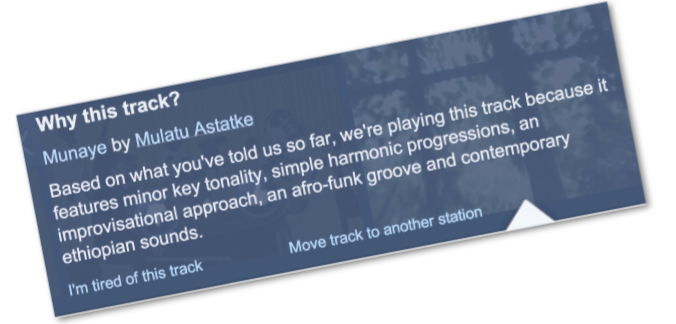 Why this track?
Munaye by Mulatu Astatke
Based on what you've told us so far, we're playing this track because it
features minor key tonality, simple harmonic progressions, an
improvisational approach, an afro-funk groove and contemporary
ethiopian sounds.
I'm tired of this track
Move track to another station